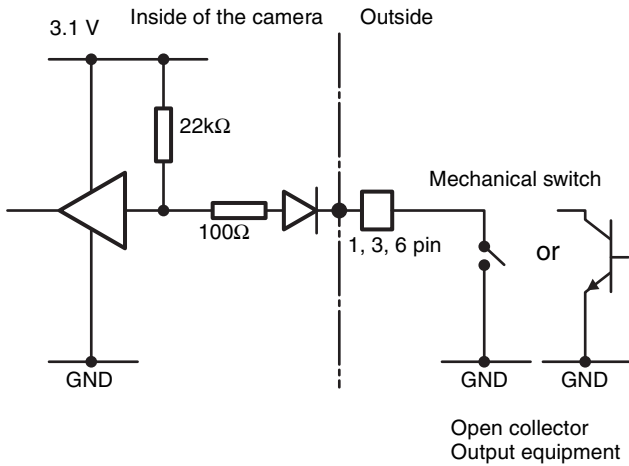 Inside of the camera
Outside
3.1 V
22kΩ
Mechanical switch
100Ω
1, 3, 6 pin
or
GND
GND
GND
Open collector
Output equipment